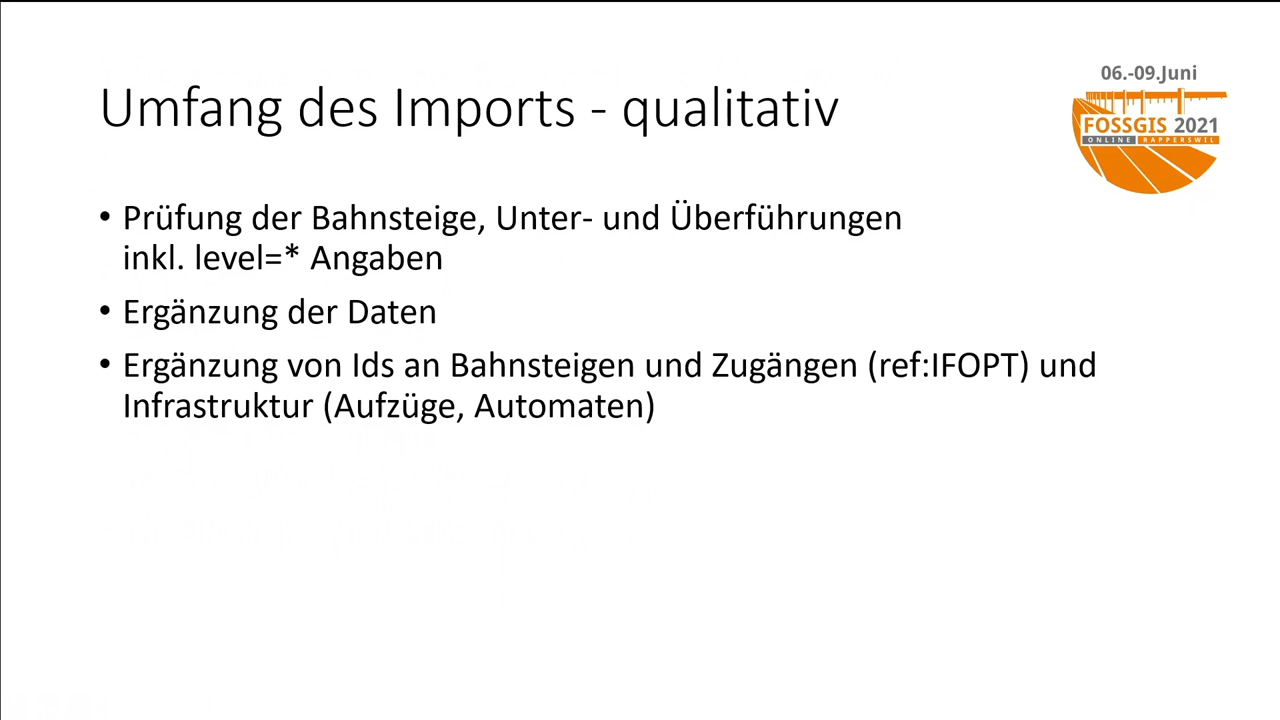 06.-09.Juni
Umfang des Imports - qualitativ
FOSSGIS 2021
ONLINE RAPPERSWIL
• Prüfung der Bahnsteige, Unter- und Überführungen
inkl. level=* Angaben
• Ergänzung der Daten
• Ergänzung von Ids an Bahnsteigen und Zugängen (ref:IFOPT) und
Infrastruktur (Aufzüge, Automaten)